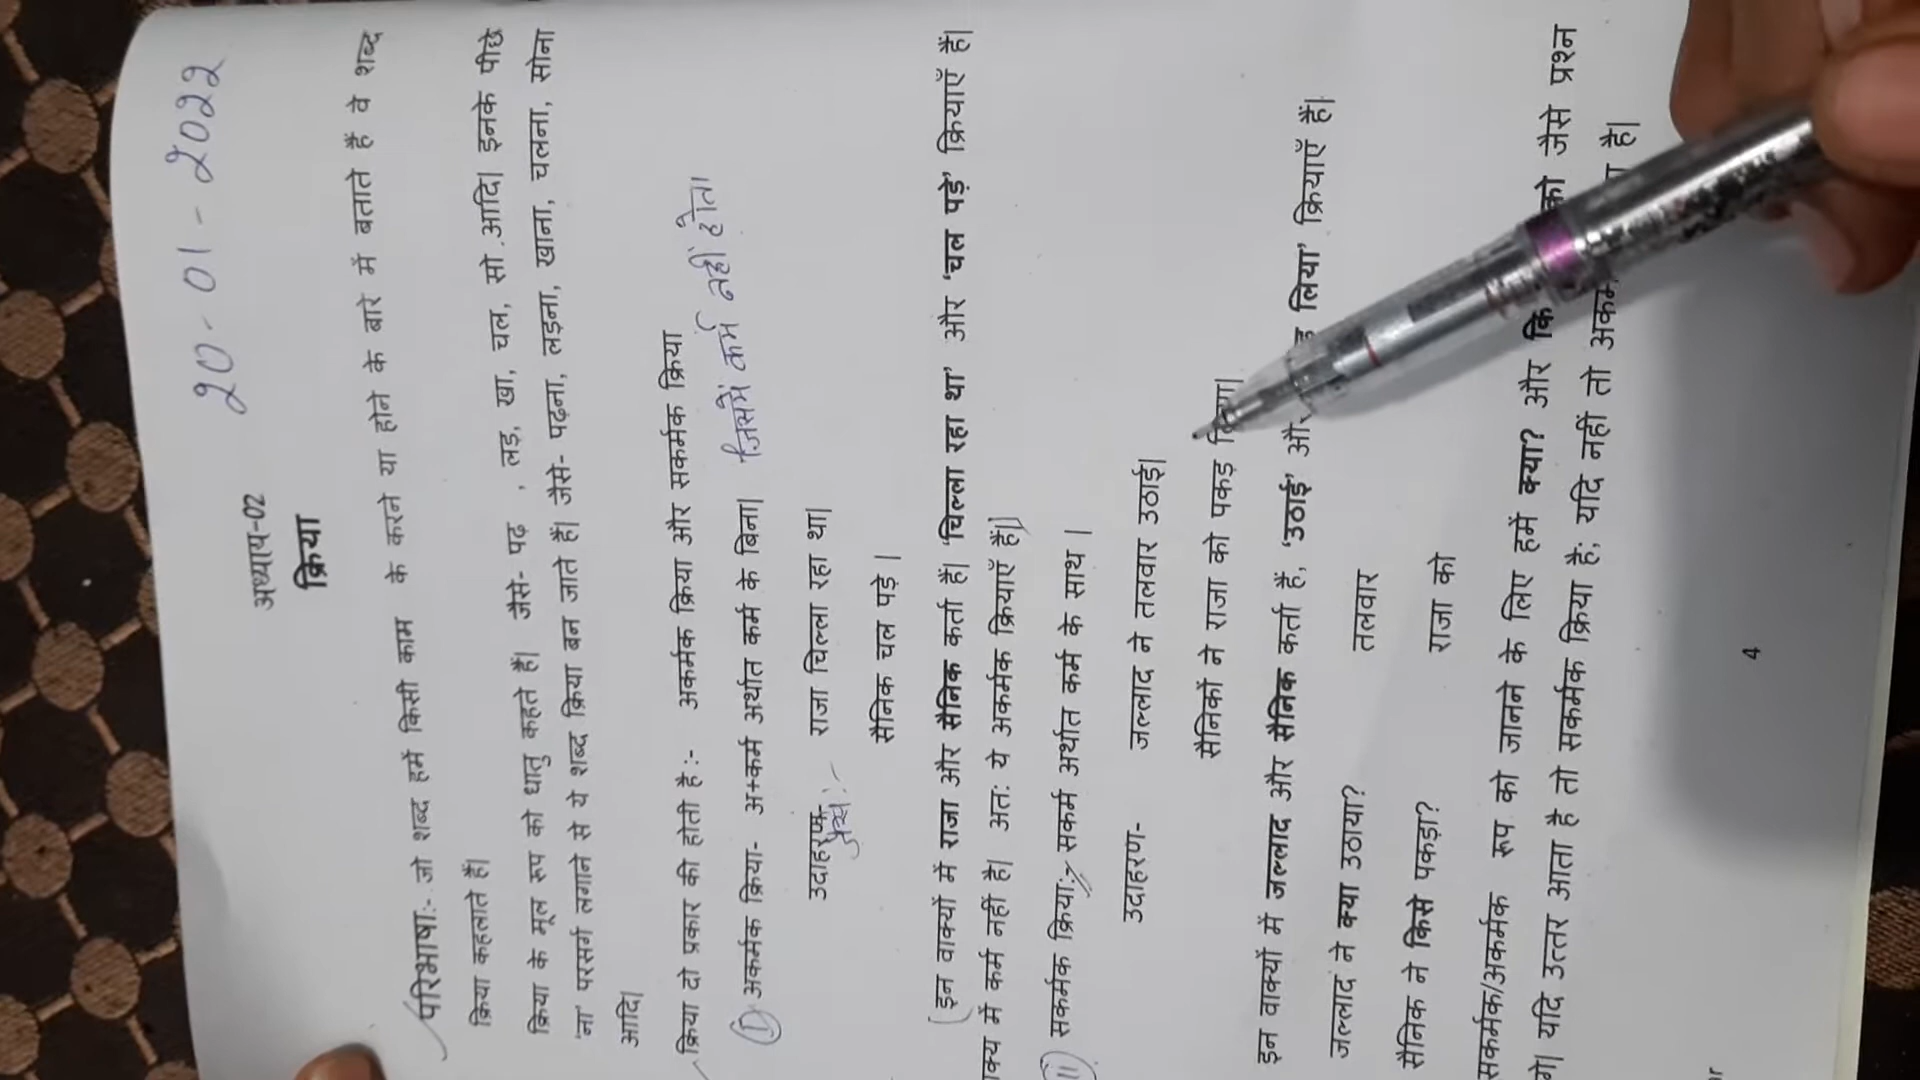 20-01-2022
अध्याय-02
क्रिया
परिभाषा:- जो शब्द हमें किसी काम के करने या होने के बारे में बताते हैं वे शब्द
क्रिया कहलाते हैं।
क्रिया के मूल रूप को धातु कहते हैं। जैसे- पढ़ , लड़, खा, चल, सो आदि। इनके पीछे
'ना' परसर्ग लगाने से ये शब्द क्रिया बन जाते हैं। जैसे- पढ़ना, लड़ना, खाना, चलना, सोना
आदि।
क्रिया दो प्रकार की होती है:- अकर्मक क्रिया और सकर्मक क्रिया
(I) अकर्मक क्रिया- अ+कर्म अर्थात कर्म के बिना। जिसमें कर्म नहीं होता
उदाहरण- राजा चिल्ला रहा था।
सैनिक चल पड़े |
(इन वाक्यों में राजा और सैनिक कर्ता हैं। 'चिल्ला रहा था' और 'चल पड़े' क्रियाएँ हैं।
वाक्य में कर्म नहीं है। अत: ये अकर्मक क्रियाएँ हैं।)
(II) सकर्मक क्रिया:- सकर्म अर्थात कर्म के साथ |
उदाहरण- जल्लाद ने तलवार उठाई।
सैनिकों ने राजा को पकड़
इन वाक्यों में जल्लाद और सैनिक कर्ता हैं, 'उठाई' और लिया' क्रियाएँ हैं।
जल्लाद ने क्या उठाया? तलवार
सैनिक ने किसे पकड़ा? राजा को
सकर्मक/अकर्मक रूप को जानने के लिए हमें क्या? और को जैसे प्रश्न
यदि उत्तर आता है तो सकर्मक क्रिया है; यदि नहीं तो है।
4